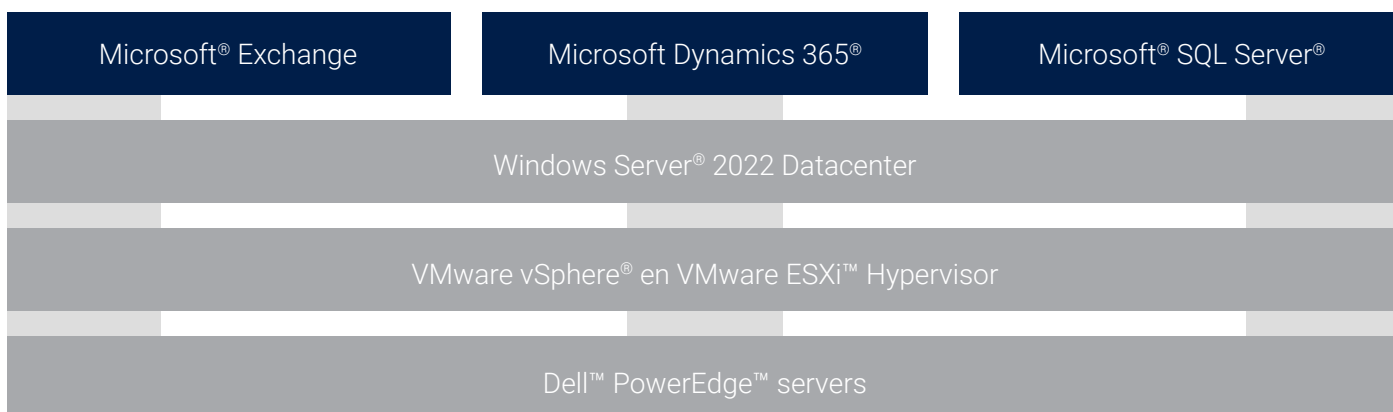 Microsoft® Exchange
Microsoft Dynamics 365®
Microsoft® SQL Server®
Windows Server® 2022 Datacenter
VMware vSphere® en VMware ESXi™ Hypervisor
Dell™ PowerEdge™ servers